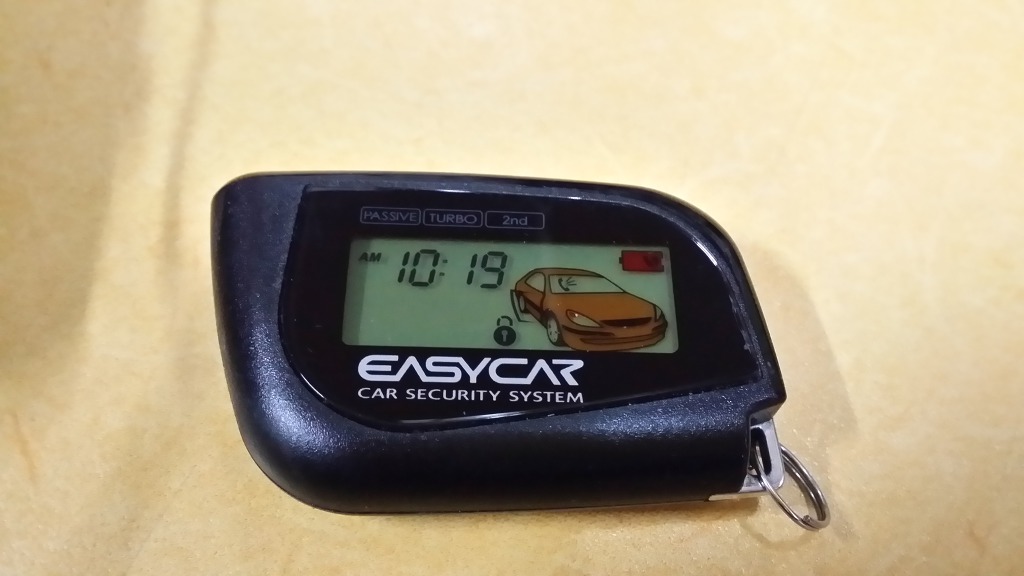 PASSIVE TURBO 2nd
AM 10:19
EASYCAR
CAR SECURITY SYSTEM